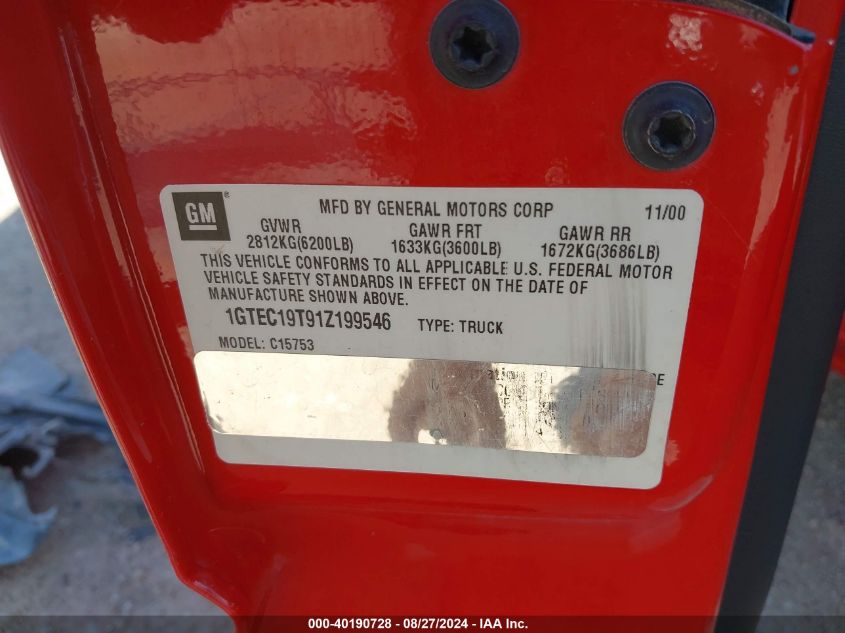 GM®
MFD BY GENERAL MOTORS CORP 11/00
GVWR GAWR FRT GAWR RR
2812KG(6200LB) 1633KG(3600LB) 1672KG(3686LB)
THIS VEHICLE CONFORMS TO ALL APPLICABLE U.S. FEDERAL MOTOR
VEHICLE SAFETY STANDARDS IN EFFECT ON THE DATE OF
MANUFACTURE SHOWN ABOVE.
1GTEC19T91Z199546 TYPE: TRUCK
MODEL: C15753
000-40190728 - 08/27/2024 - IAA Inc.